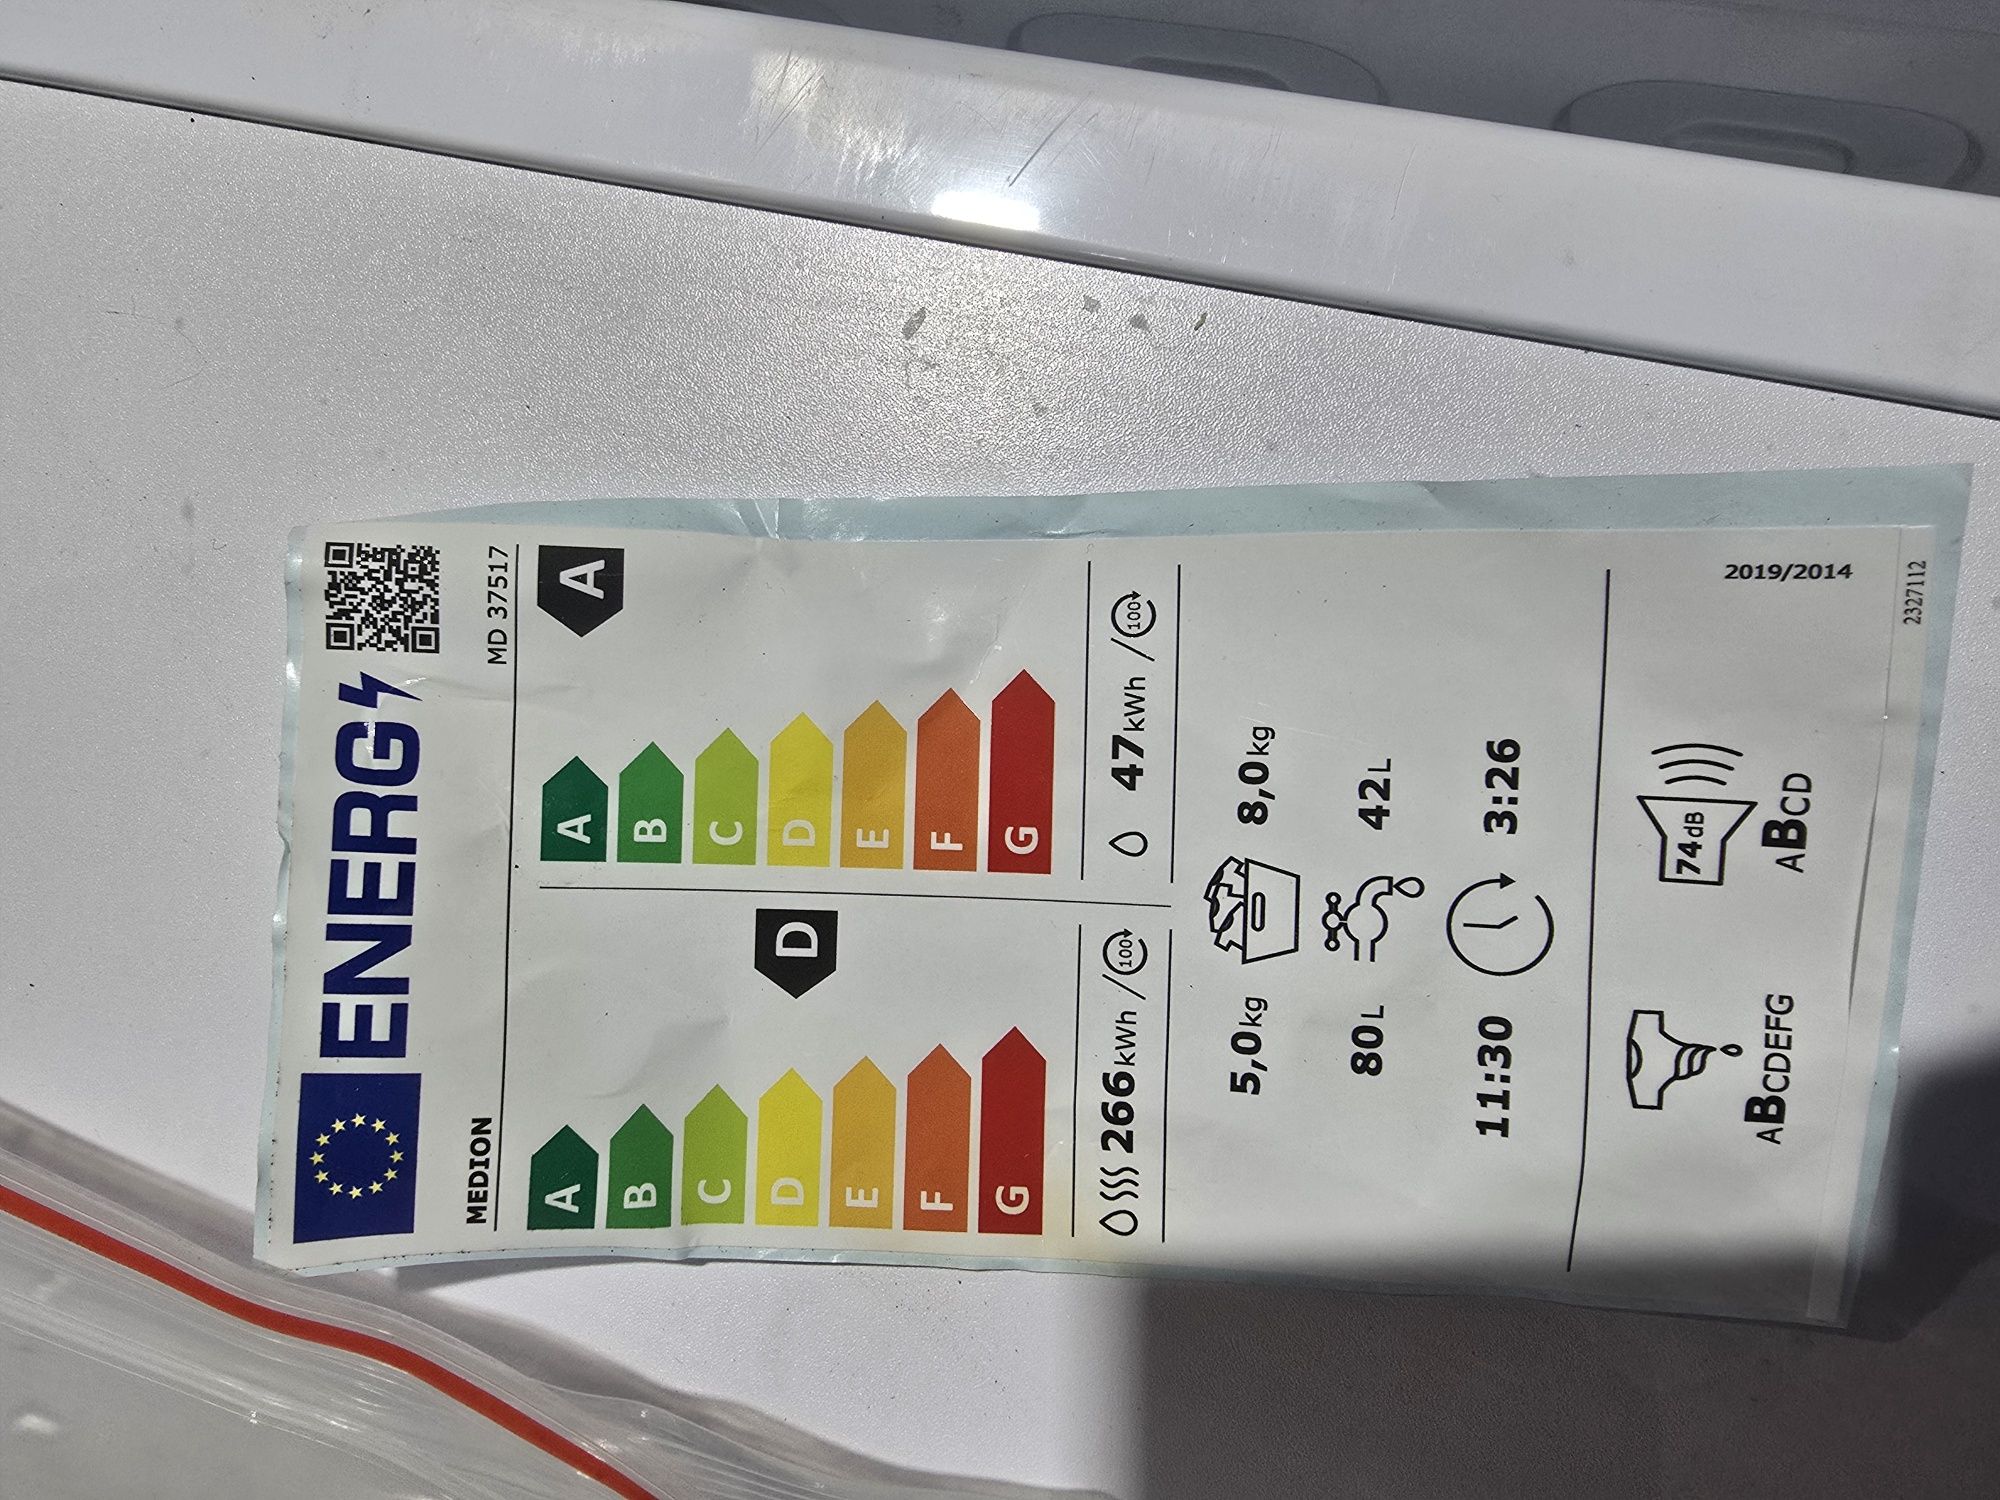 ENERG
MEDION
MD 37517
A
B
C
D
E
F
G
D
A
B
C
D
E
F
G
A
266 kWh / 100
47 kWh / 100
5,0 kg
8,0 kg
80 L
42 L
11:30
3:26
74 dB
ABCDEFG
ABCD
2019/2014
2327112